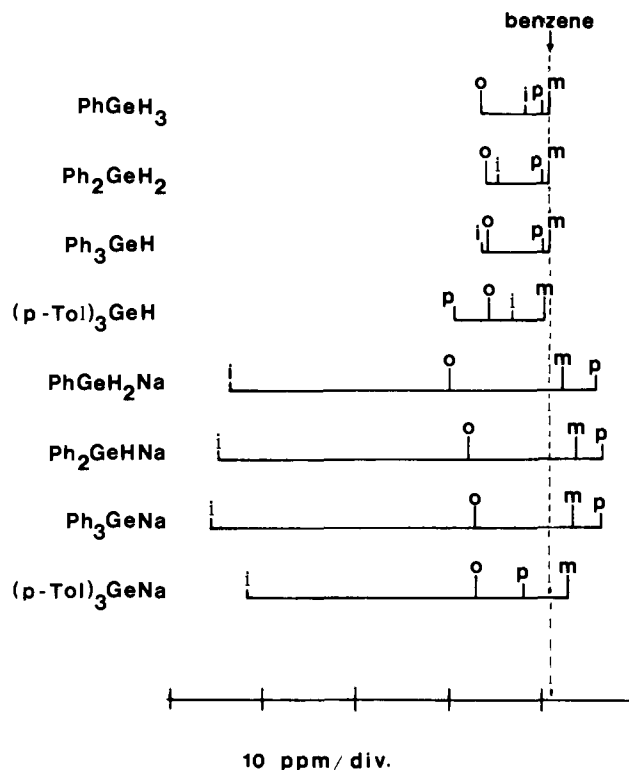 benzene
o i p m
PhGeH3
o i p m
Ph2GeH2
i o p m
Ph3GeH
p o i m
(p-Tol)3GeH
i o m p
PhGeH2Na
i o m p
Ph2GeHNa
i o m p
Ph3GeNa
i o p m
(p-Tol)3GeNa
10 ppm/div.